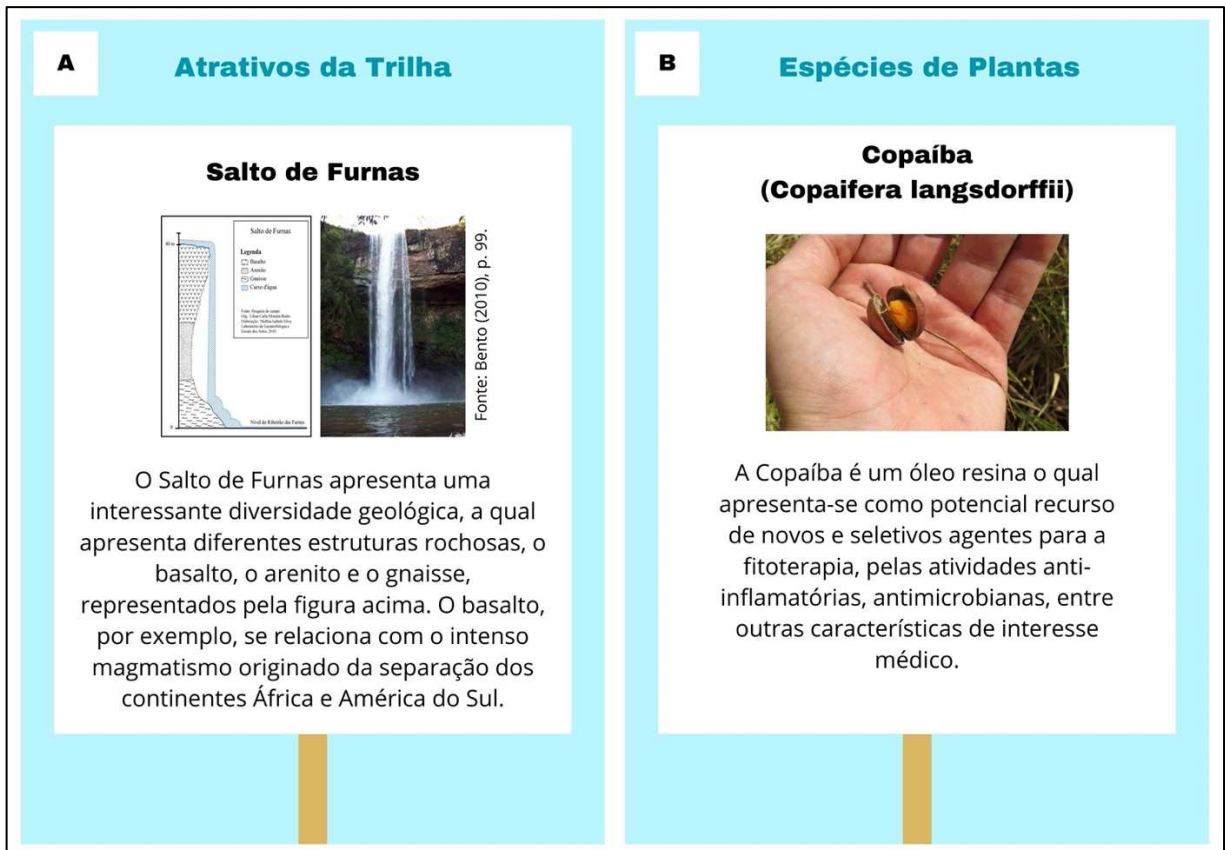 A
Atrativos da Trilha
Salto de Furnas
Salto de Furnas
Legenda
Basalto
Arenito
Gnaisse
Curso d'água
Nível do Ribeirão das Furnas
0
Fonte: Bento (2010), p. 99.
O Salto de Furnas apresenta uma
interessante diversidade geológica, a qual
apresenta diferentes estruturas rochosas, o
basalto, o arenito e o gnaisse,
representados pela figura acima. O basalto,
por exemplo, se relaciona com o intenso
magmatismo originado da separação dos
continentes África e América do Sul.
B
Espécies de Plantas
Copaíba
(Copaifera langsdorffii)
A Copaíba é um óleo resina o qual
apresenta-se como potencial recurso
de novos e seletivos agentes para a
fitoterapia, pelas atividades anti-
inflamatórias, antimicrobianas, entre
outras características de interesse
médico.